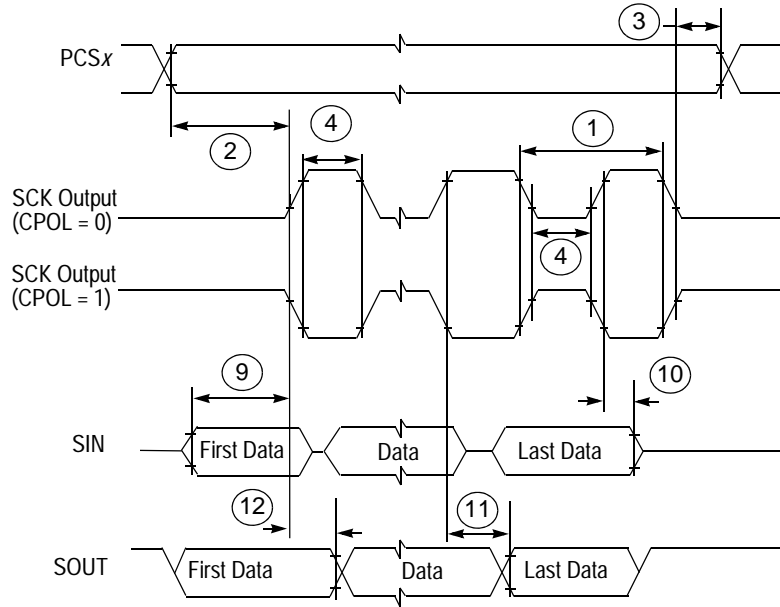 3
PCSx
2
4
1
SCK Output
(CPOL = 0)
4
SCK Output
(CPOL = 1)
9
10
SIN
First Data
Data
Last Data
12
11
SOUT
First Data
Data
Last Data